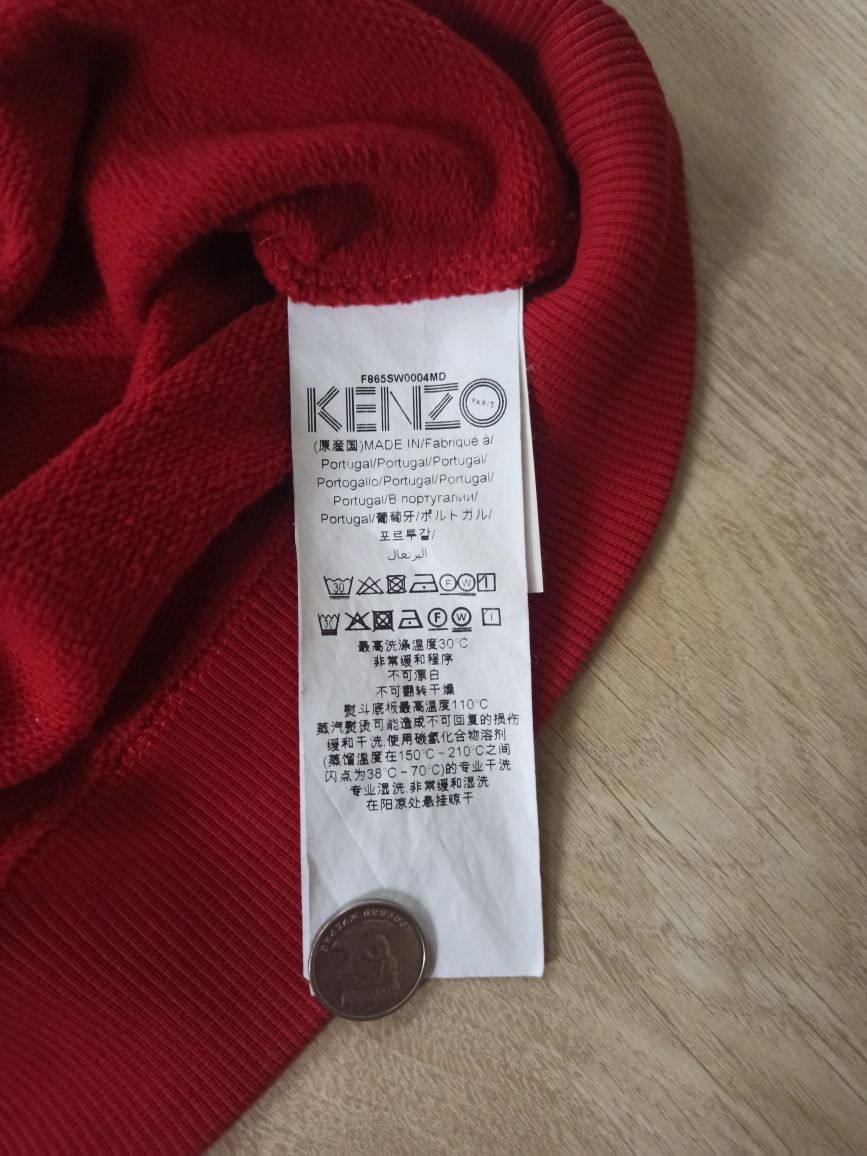 F865SW0004MD
KENZO
PARIS
(原産国)MADE IN/Fabriqué à/
Portugal/Portugal/Portugal/
Portogallo/Portugal/Portugal/
Portugal/В португалии/
Portugal/葡萄牙/ポルトガル/
포르투갈/
البرتغال
30 F W
30 F W
最高洗涤温度30°C
非常缓和程序
不可漂白
不可翻转干燥
熨斗底板最高温度110°C
蒸汽熨烫可能造成不可回复的损伤
缓和干洗,使用碳氢化合物溶剂
(蒸馏温度在150°C~210°C之间
闪点为38°C~70°C)的专业干洗
专业湿洗,非常缓和湿洗
在阴凉处悬挂晾干